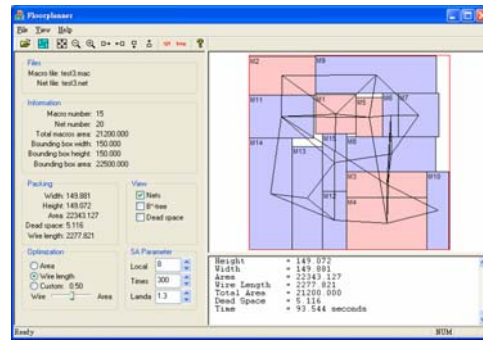 Floorplanner
File View Help
Files
Macro file: test3.mac
Net file: test3.net
Information
Macro number: 15
Net number: 20
Total macros area: 21200.000
Bounding box width: 150.000
Bounding box height: 150.000
Bounding box area: 22500.000
Packing
Width: 149.881
Height: 149.072
Area: 22343.127
Dead space: 5.116
Wire length: 2277.821
View
Nets
B*-tree
Dead space
Optimization
Area
Wire length
Custom: 0.50
Wire Area
SA Parameter
Local 8
Times 300
Landa 1.3
M2 M9
M11 M1 M5 M6 M7
M14 M13 M15 M8
M3 M10
M12 M4
Height = 149.072
Width = 149.881
Area = 22343.127
Wire Length = 2277.821
Total Area = 21200.000
Dead Space = 5.116
Time = 93.544 seconds
Ready NUM